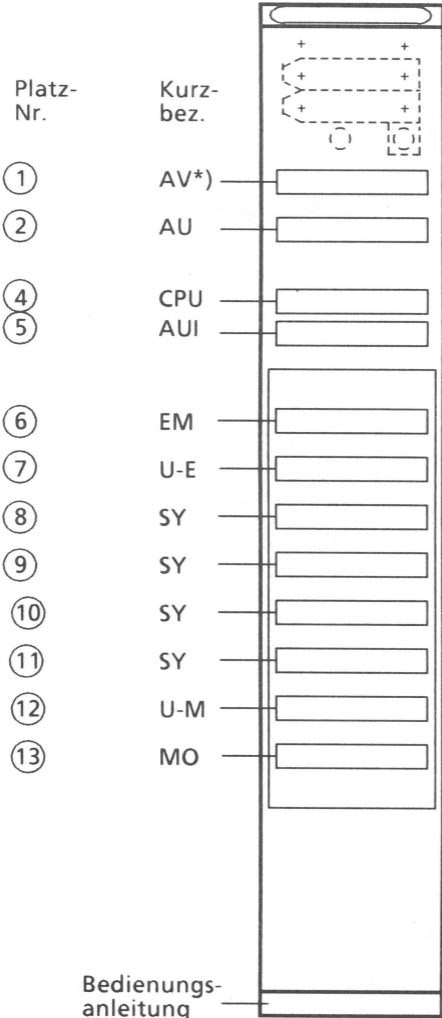 Platz-
Nr.
Kurz-
bez.
1 AV*)
2 AU
4 CPU
5 AUI
6 EM
7 U-E
8 SY
9 SY
10 SY
11 SY
12 U-M
13 MO
Bedienungs-
anleitung